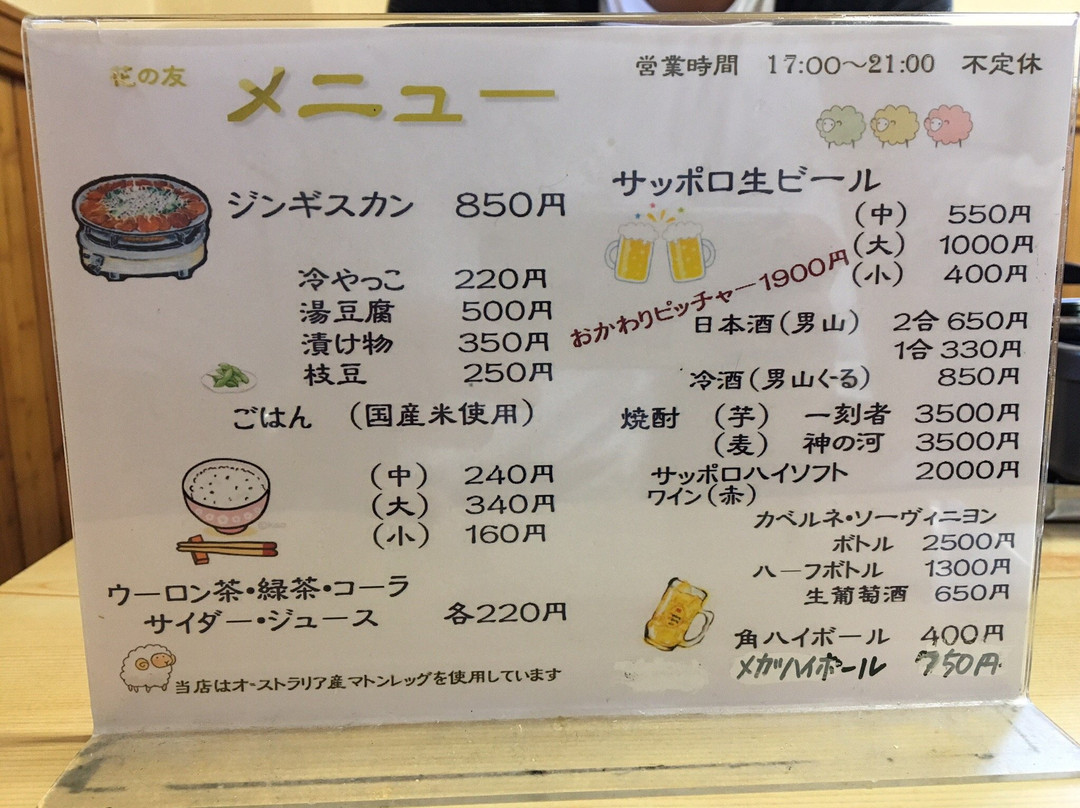 花の友
メニュー
営業時間 17:00〜21:00 不定休
ジンギスカン 850円
冷やっこ 220円
湯豆腐 500円
漬け物 350円
枝豆 250円
ごはん (国産米使用)
(中) 240円
(大) 340円
(小) 160円
ウーロン茶・緑茶・コーラ
サイダー・ジュース 各220円
当店はオーストラリア産マトンレッグを使用しています
サッポロ生ビール
(中) 550円
(大) 1000円
(小) 400円
おかわりピッチャー1900円
日本酒(男山) 2合 650円
1合 330円
冷酒(男山くーる) 850円
焼酎 (芋) 一刻者 3500円
(麦) 神の河 3500円
サッポロハイソフト 2000円
ワイン(赤)
カベルネ・ソーヴィニヨン
ボトル 2500円
ハーフボトル 1300円
生葡萄酒 650円
角ハイボール 400円
メガハイボール 750円